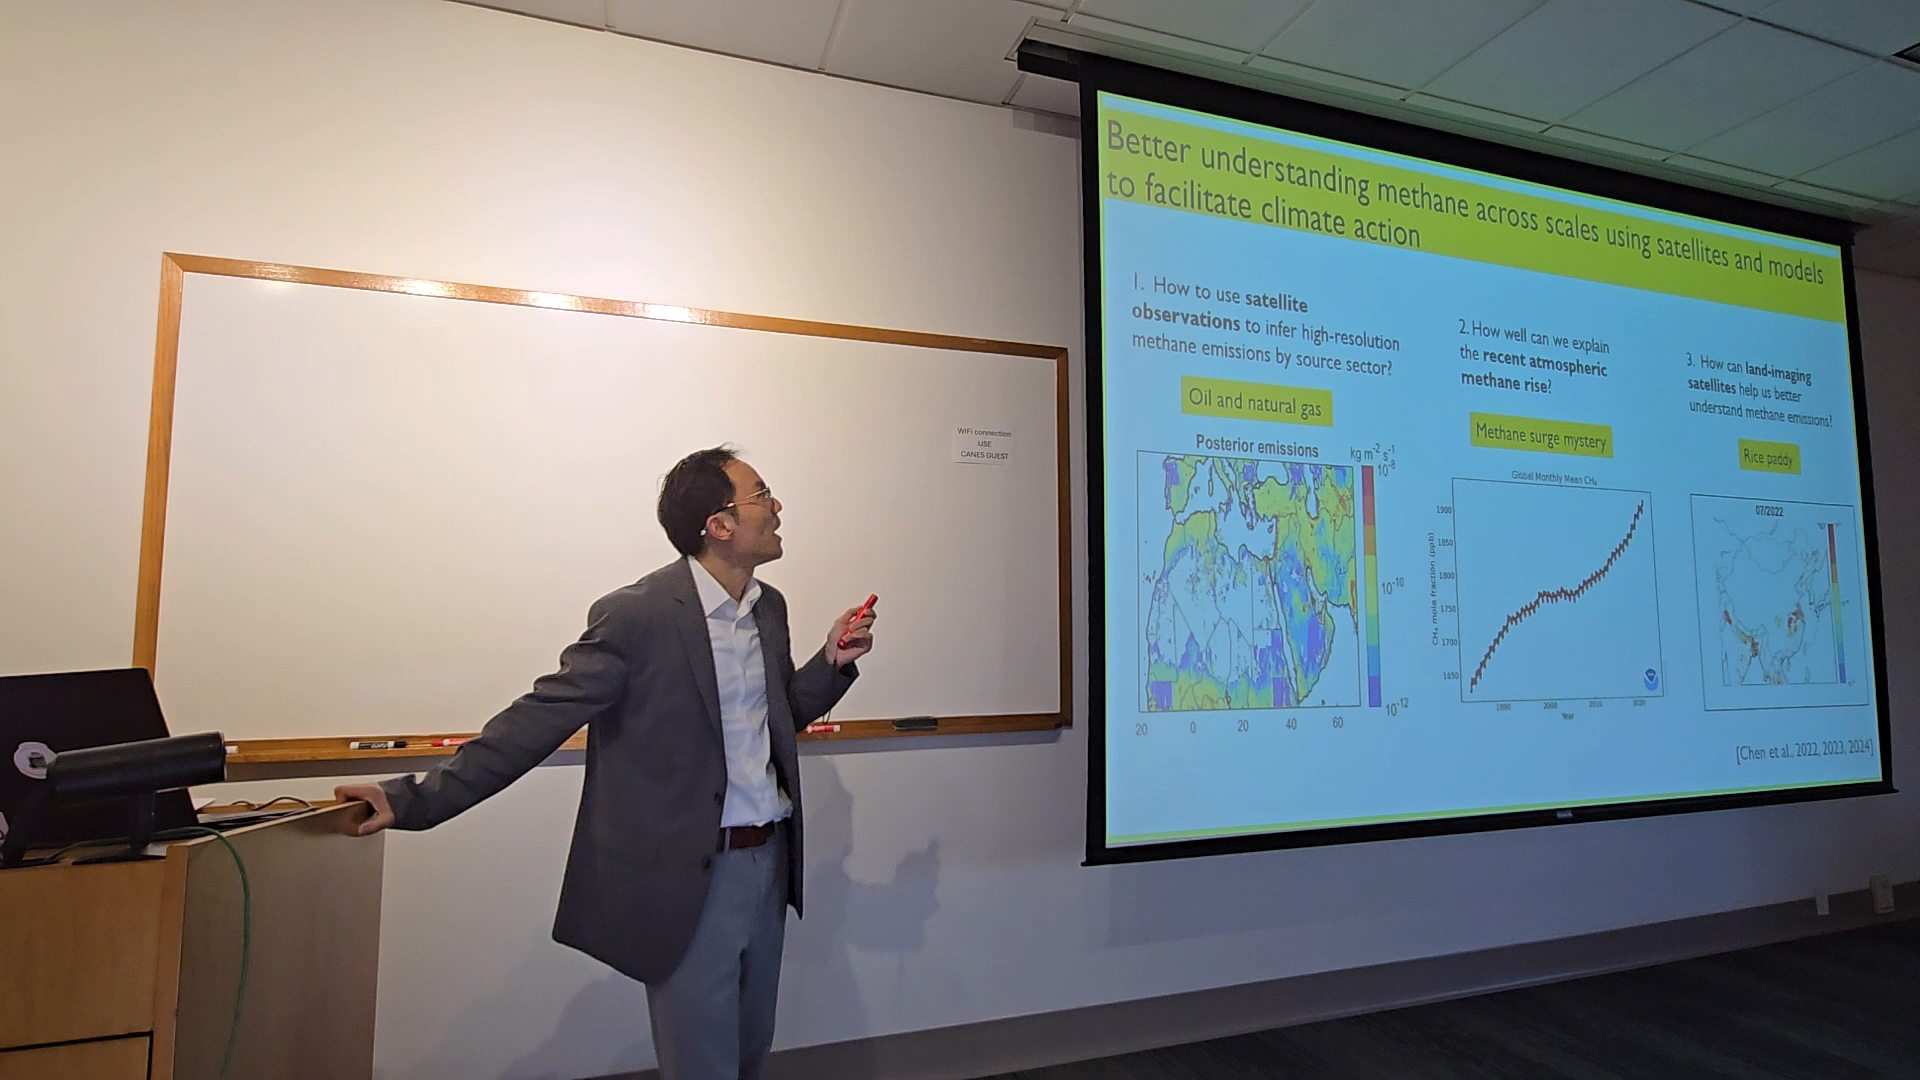 Better understanding methane across scales using satellites and models
to facilitate climate action
1. How to use satellite
observations to infer high-resolution
methane emissions by source sector?
Oil and natural gas
Posterior emissions
kg m-2 s-1
10-8
10-10
10-12
20 0 20 40 60
2. How well can we explain
the recent atmospheric
methane rise?
Methane surge mystery
Global Monthly Mean CH4
CH4 mole fraction (ppb)
1900
1850
1800
1750
1700
1650
1990 2000 2010 2020
Year
3. How can land-imaging
satellites help us better
understand methane emissions?
Rice paddy
07/2022
[Chen et al., 2022, 2023, 2024]
WIFI connection
USE
CANES GUEST